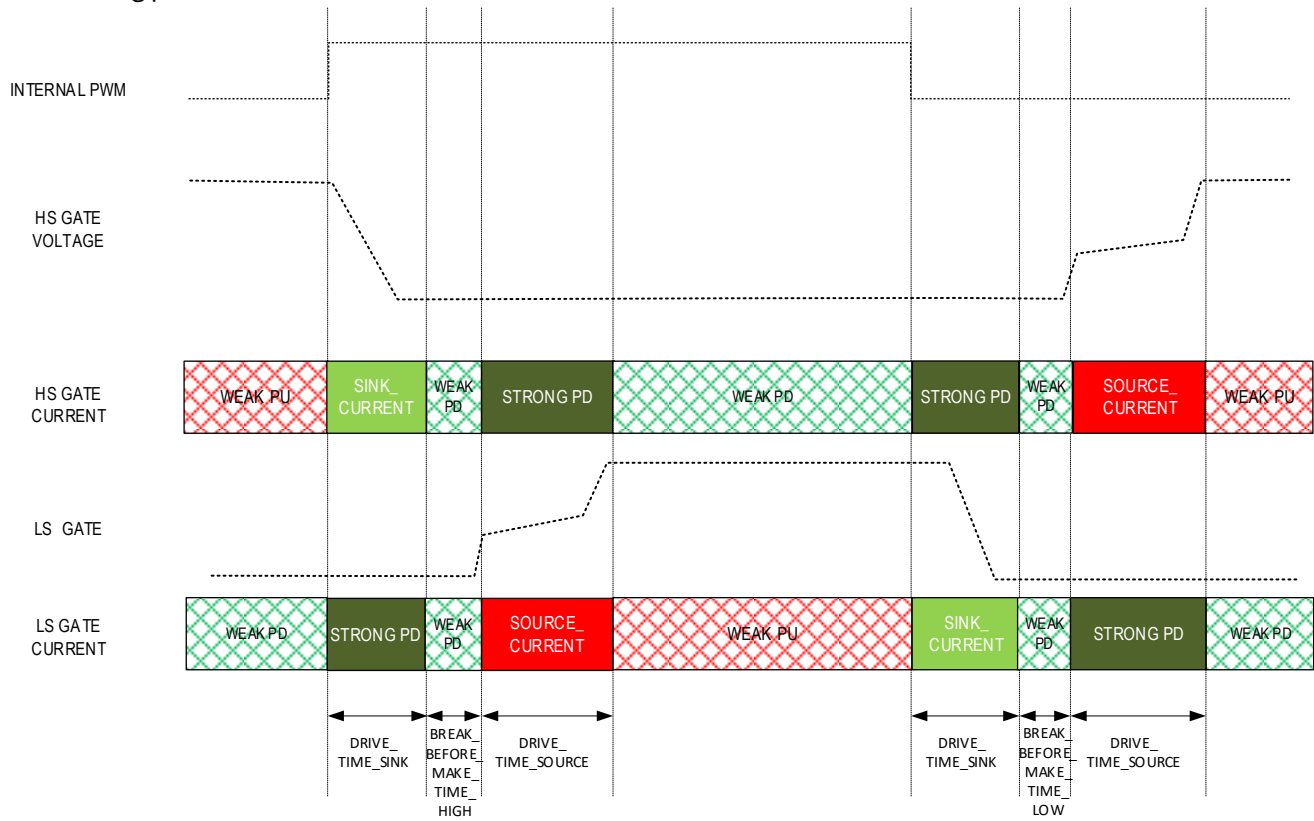 INTERNAL PWM
HS GATE
VOLTAGE
HS GATE
CURRENT
WEAK PU
SINK_
CURRENT
WEAK
PD
STRONG PD
WEAK PD
STRONG PD
WEAK
PD
SOURCE_
CURRENT
WEAK PU
LS GATE
LS GATE
CURRENT
WEAK PD
STRONG PD
WEAK
PD
SOURCE_
CURRENT
WEAK PU
SINK_
CURRENT
WEAK
PD
STRONG PD
WEAK PD
DRIVE_
TIME_SINK
BREAK_
BEFORE_
MAKE_
TIME_
HIGH
DRIVE_
TIME_SOURCE
DRIVE_
TIME_SINK
BREAK_
BEFORE_
MAKE_
TIME_
LOW
DRIVE_
TIME_SOURCE